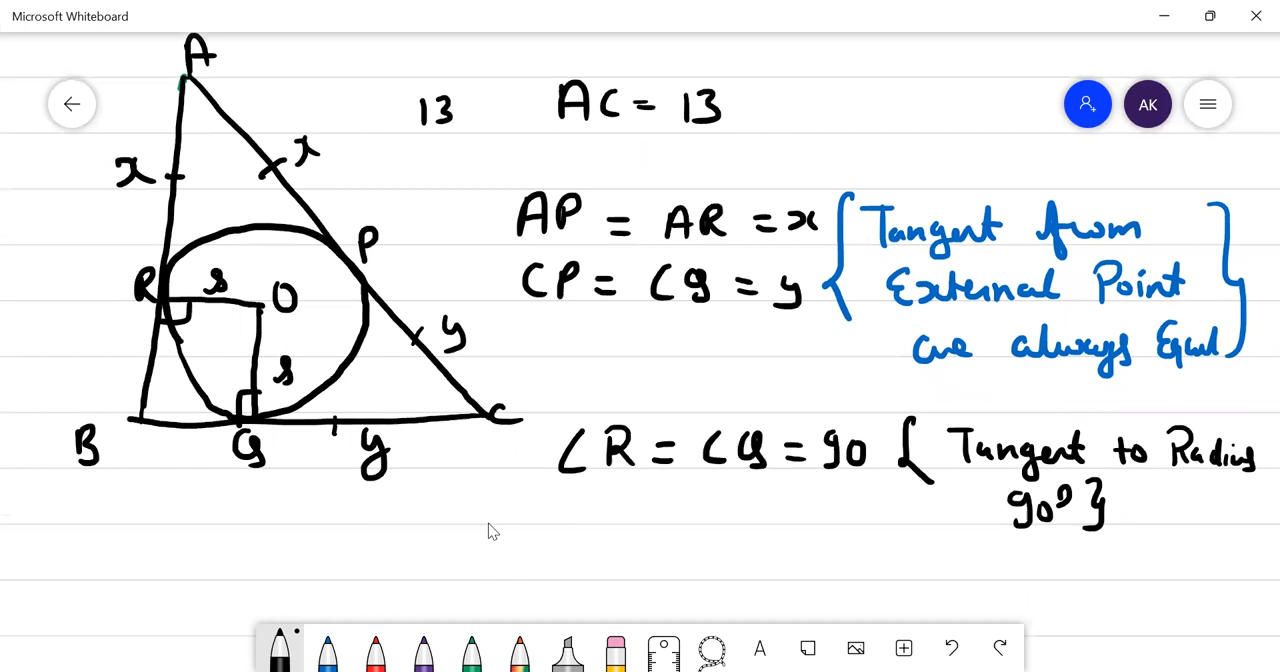 Microsoft Whiteboard
A
13 AC = 13
AK
x x
AP = AR = x { Tangent from
CP = CQ = y External Point
are always Equal }
R s O P
s y
B Q y C
∠R = ∠Q = 90 { Tangent to Radius
90° }
A